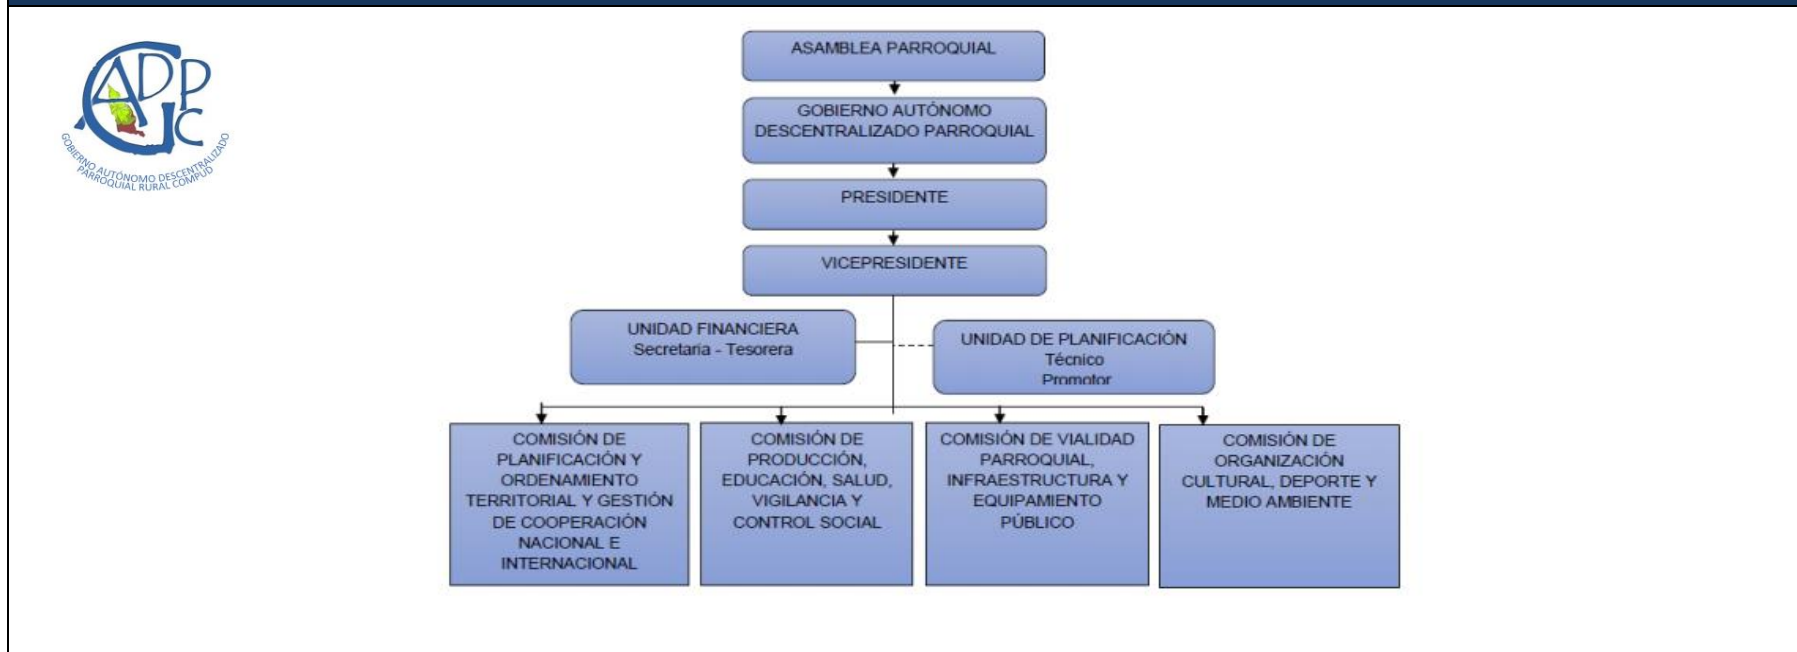 GADPPC
GOBIERNO AUTÓNOMO DESCENTRALIZADO
PARROQUIAL RURAL COMPUD
ASAMBLEA PARROQUIAL
GOBIERNO AUTÓNOMO
DESCENTRALIZADO PARROQUIAL
PRESIDENTE
VICEPRESIDENTE
UNIDAD FINANCIERA
Secretaria - Tesorera
UNIDAD DE PLANIFICACIÓN
Técnico
Promotor
COMISIÓN DE
PLANIFICACIÓN Y
ORDENAMIENTO
TERRITORIAL Y GESTIÓN
DE COOPERACIÓN
NACIONAL E
INTERNACIONAL
COMISIÓN DE
PRODUCCIÓN,
EDUCACIÓN, SALUD,
VIGILANCIA Y
CONTROL SOCIAL
COMISIÓN DE VIALIDAD
PARROQUIAL,
INFRAESTRUCTURA Y
EQUIPAMIENTO
PÚBLICO
COMISIÓN DE
ORGANIZACIÓN
CULTURAL, DEPORTE Y
MEDIO AMBIENTE